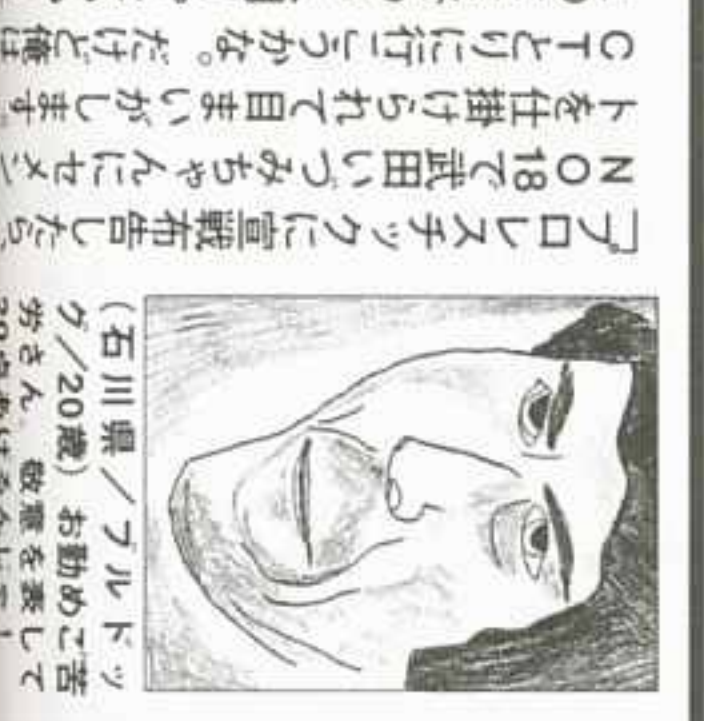 「プロレスチックに宣戦布告したら、
NO18で武田いづみちゃんにセメン
トを仕掛けられて目まいがします。
CTとりに行こうかな。だけど俺は
（石川県／ブルドッ
グ／20歳）お勤めご苦
労さん。敬意を表して